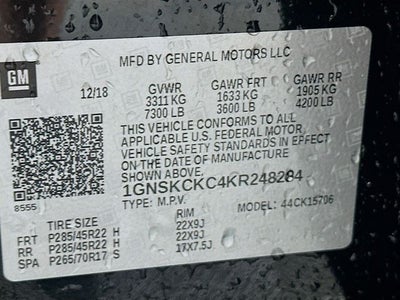 MFD BY GENERAL MOTORS LLC
GM
12/18 GVWR GAWR FRT GAWR RR
3311 KG 1633 KG 1905 KG
7300 LB 3600 LB 4200 LB
THIS VEHICLE CONFORMS TO ALL
APPLICABLE U.S. FEDERAL MOTOR
VEHICLE SAFETY STANDARDS IN EFFECT
ON THE DATE OF MANUFACTURE
SHOWN ABOVE.
1GNSKCKC4KR248284
8555 TYPE: M.P.V. MODEL: 44CK15706
TIRE SIZE RIM
FRT P285/45R22 H 22X9J
RR P285/45R22 H 22X9J
SPA P265/70R17 S 17X7.5J